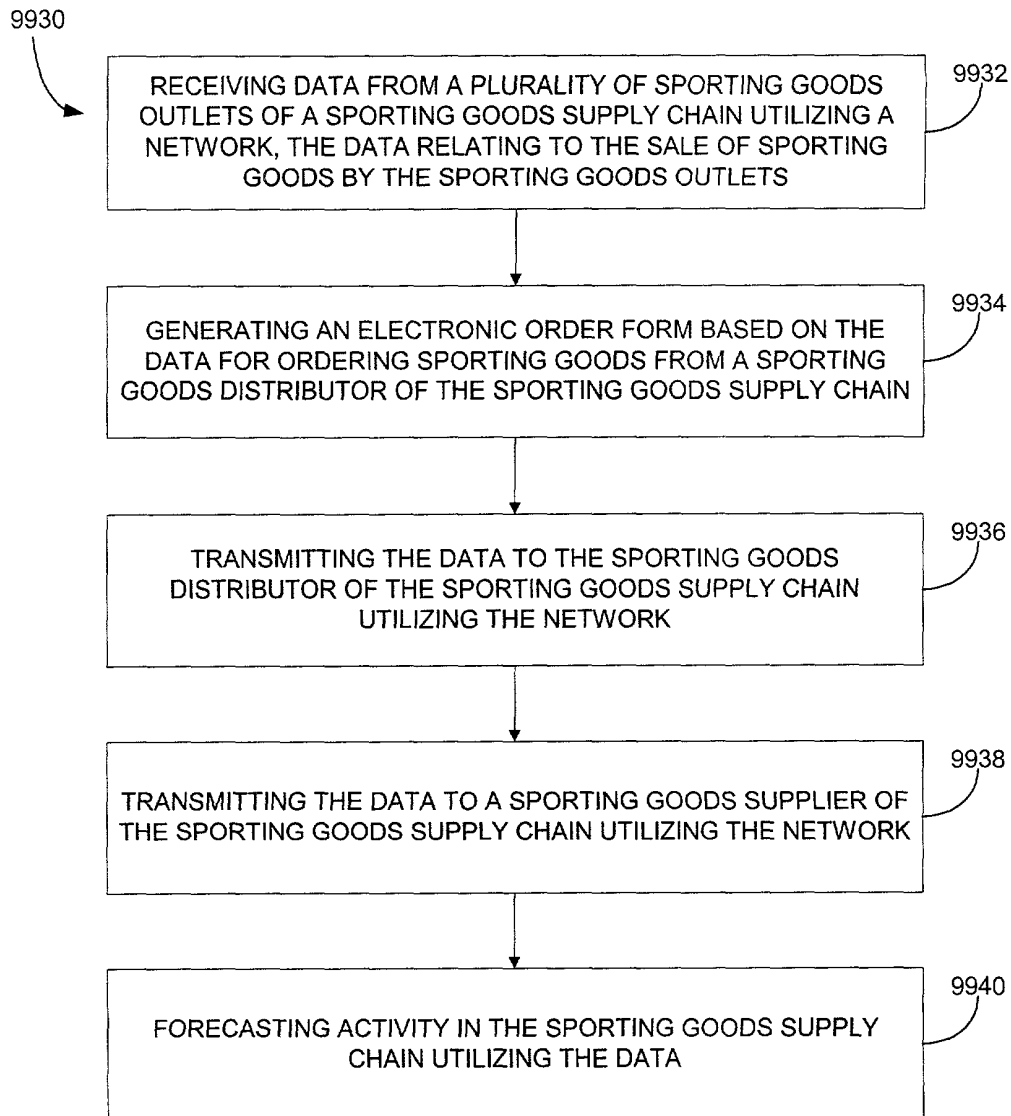 9930
RECEIVING DATA FROM A PLURALITY OF SPORTING GOODS
OUTLETS OF A SPORTING GOODS SUPPLY CHAIN UTILIZING A
NETWORK, THE DATA RELATING TO THE SALE OF SPORTING
GOODS BY THE SPORTING GOODS OUTLETS
9932
GENERATING AN ELECTRONIC ORDER FORM BASED ON THE
DATA FOR ORDERING SPORTING GOODS FROM A SPORTING
GOODS DISTRIBUTOR OF THE SPORTING GOODS SUPPLY CHAIN
9934
TRANSMITTING THE DATA TO THE SPORTING GOODS
DISTRIBUTOR OF THE SPORTING GOODS SUPPLY CHAIN
UTILIZING THE NETWORK
9936
TRANSMITTING THE DATA TO A SPORTING GOODS SUPPLIER OF
THE SPORTING GOODS SUPPLY CHAIN UTILIZING THE NETWORK
9938
FORECASTING ACTIVITY IN THE SPORTING GOODS SUPPLY
CHAIN UTILIZING THE DATA
9940